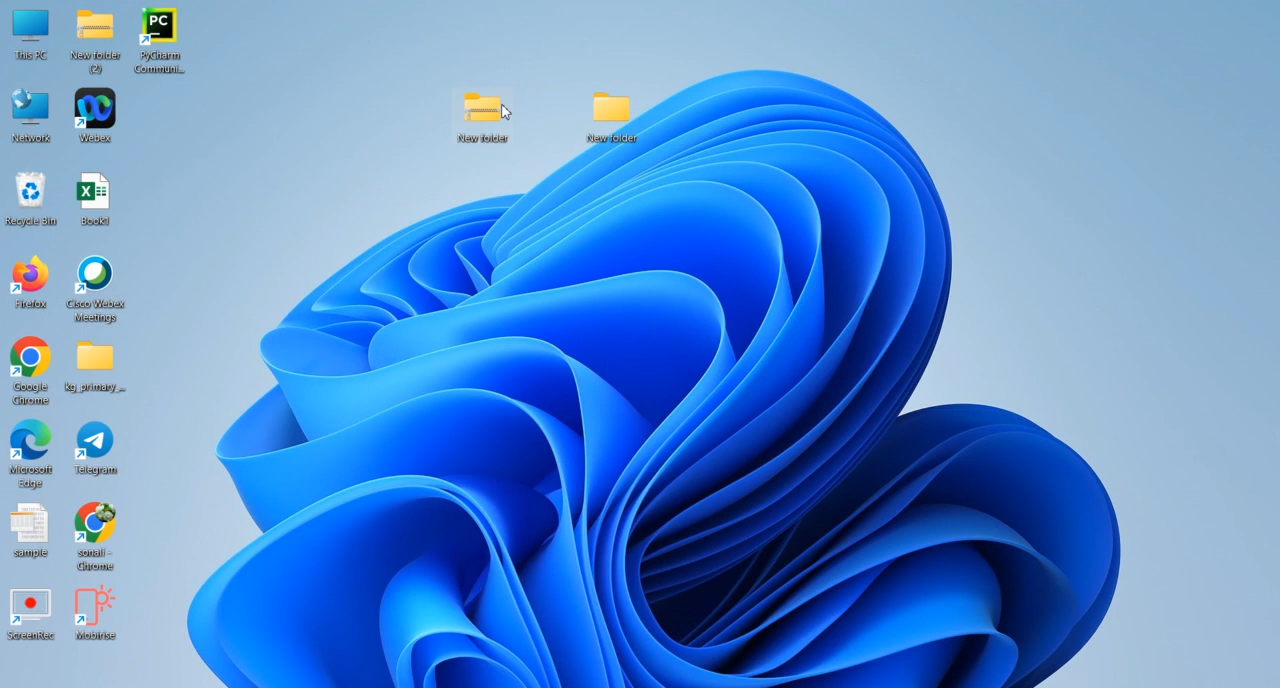 This PC
New folder
(2)
PC
PyCharm
Communi...
Network
Webex
New folder
New folder
Recycle Bin
X
Book1
Firefox
Cisco Webex
Meetings
Google
Chrome
kg_primary_...
Microsoft
Edge
Telegram
sample
sonali -
Chrome
ScreenRec
Mobirise